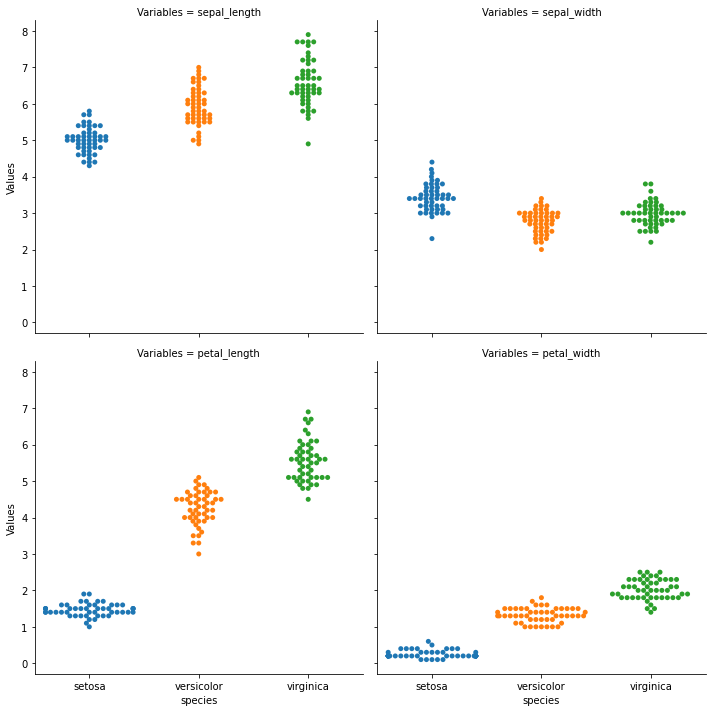 Variables = sepal_length
Variables = sepal_width
8
7
6
5
4
3
2
1
0
Values
Variables = petal_length
Variables = petal_width
8
7
6
5
4
3
2
1
0
Values
setosa versicolor virginica
setosa versicolor virginica
species
species